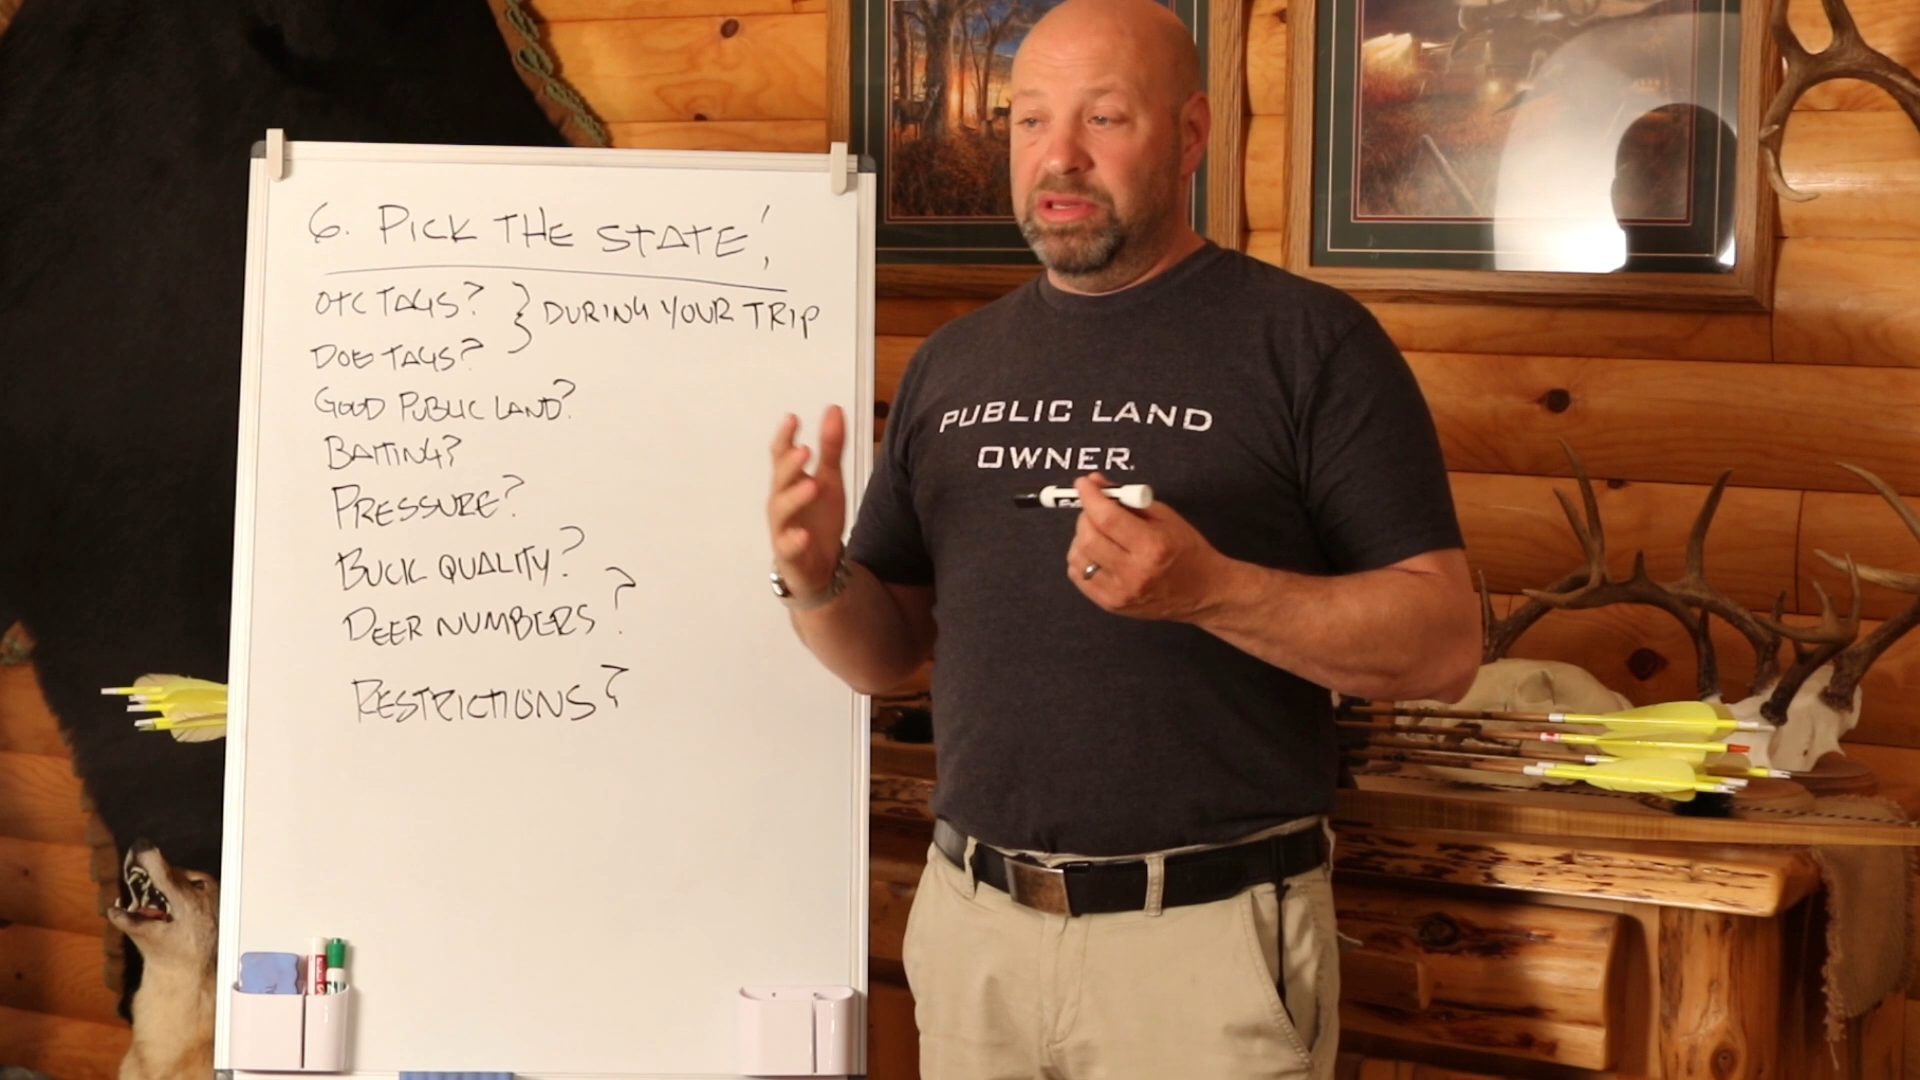 6. PICK THE STATE!
OTC TAGS? } DURING YOUR TRIP
DOE TAGS?
GOOD PUBLIC LAND?
BAITING?
PRESSURE?
BUCK QUALITY?
DEER NUMBERS?
RESTRICTIONS?
PUBLIC LAND
OWNER.